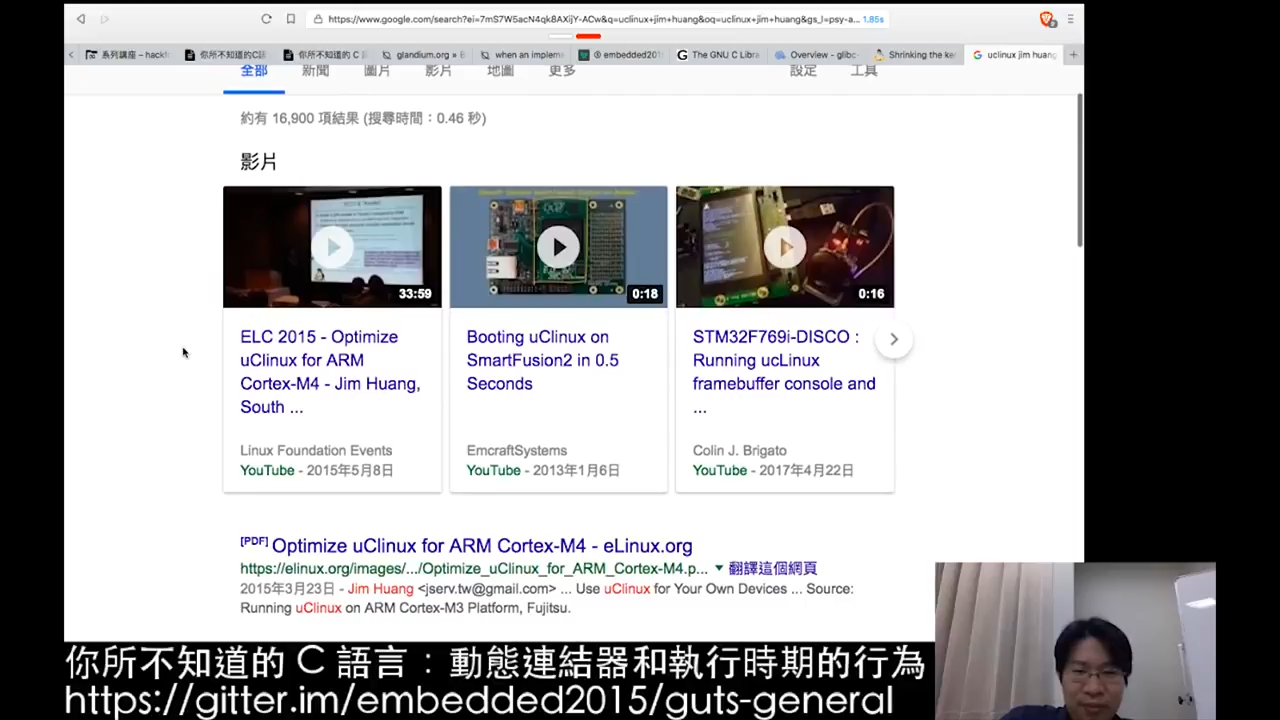 https://www.google.com/search?ei=7mS7W5acN4qk8AXijY-ACw&q=uclinux+jim+huang&oq=uclinux+jim+huang&gs_l=psy-a... 1.85s
系列講座 – hackf
你所不知道的C語
你所不知道的 C 語
glandium.org » B
when an impleme
embedded2015
The GNU C Libra
Overview - glibc-
Shrinking the ker
uclinux jim huang
全部 新聞 圖片 影片 地圖 更多 設定 工具
約有 16,900 項結果 (搜尋時間：0.46 秒)
影片
33:59
0:18
0:16
ELC 2015 - Optimize
uClinux for ARM
Cortex-M4 - Jim Huang,
South ...
Linux Foundation Events
YouTube - 2015年5月8日
Booting uClinux on
SmartFusion2 in 0.5
Seconds
EmcraftSystems
YouTube - 2013年1月6日
STM32F769i-DISCO :
Running ucLinux
framebuffer console and
...
Colin J. Brigato
YouTube - 2017年4月22日
[PDF] Optimize uClinux for ARM Cortex-M4 - eLinux.org
https://elinux.org/images/.../Optimize_uClinux_for_ARM_Cortex-M4.p... 翻譯這個網頁
2015年3月23日 - Jim Huang <jserv.tw@gmail.com> ... Use uClinux for Your Own Devices ... Source:
Running uClinux on ARM Cortex-M3 Platform, Fujitsu.
你所不知道的 C 語言：動態連結器和執行時期的行為
https://gitter.im/embedded2015/guts-general